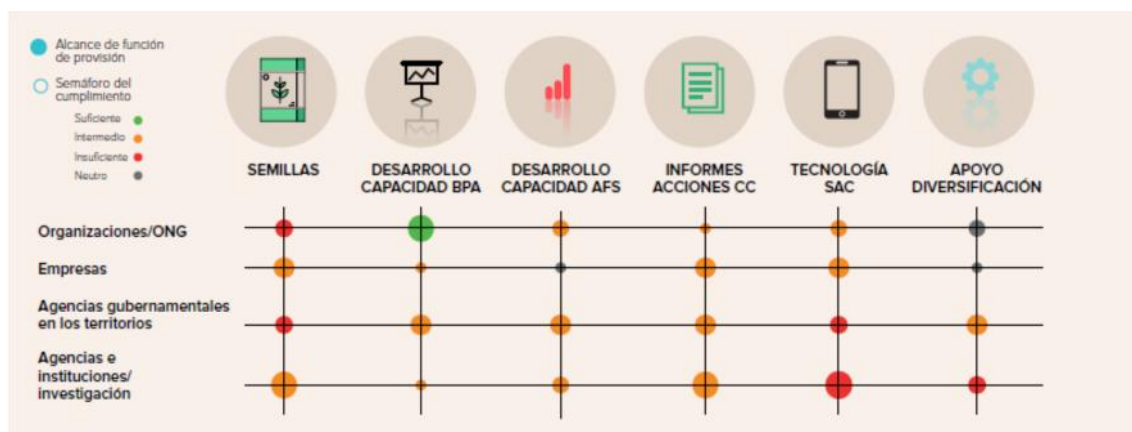 Alcance de función
de provisión
Semáforo del
cumplimiento
Suficiente
Intermedio
Insuficiente
Neutro
SEMILLAS
DESARROLLO
CAPACIDAD BPA
DESARROLLO
CAPACIDAD AFS
INFORMES
ACCIONES CC
TECNOLOGÍA
SAC
APOYO
DIVERSIFICACIÓN
Organizaciones/ONG
Empresas
Agencias gubernamentales
en los territorios
Agencias e
instituciones/
investigación